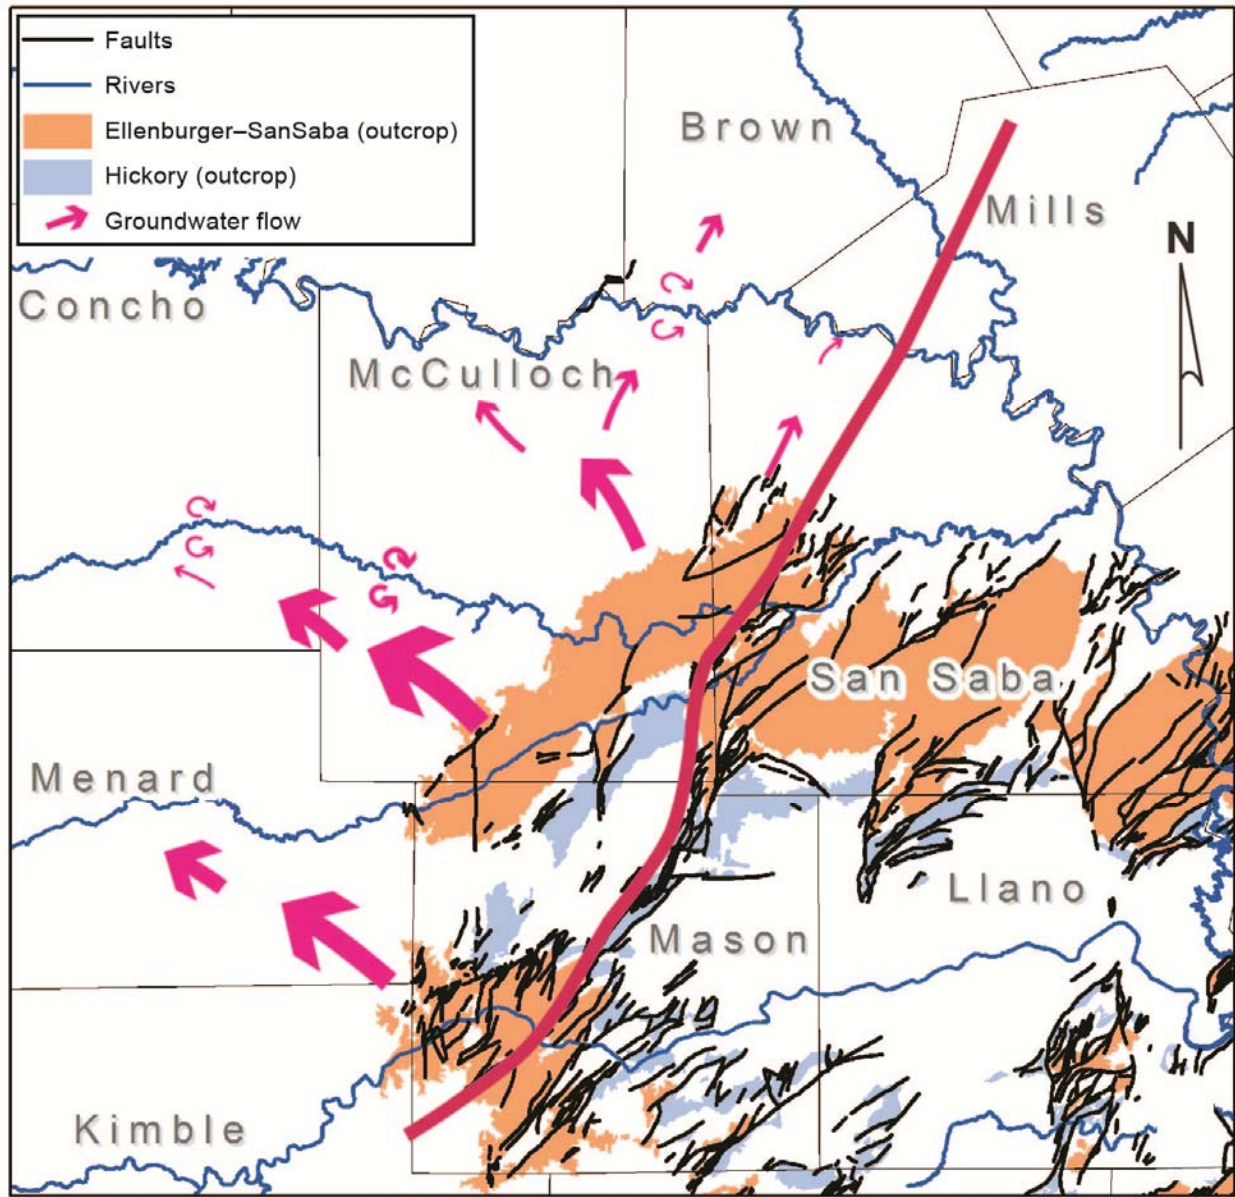 Faults
Rivers
Ellenburger–SanSaba (outcrop)
Hickory (outcrop)
Groundwater flow
Brown
Mills
N
Concho
McCulloch
San Saba
Menard
Llano
Mason
Kimble